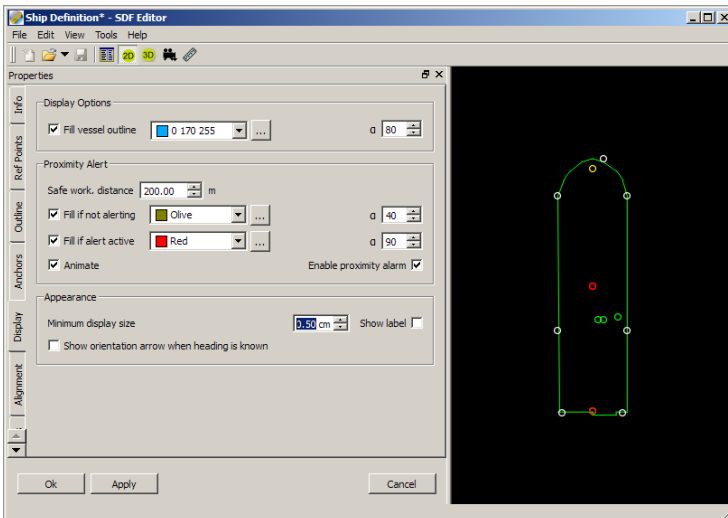 Ship Definition* - SDF Editor
File Edit View Tools Help
2D 3D
Properties
Info
Ref Points
Outline
Anchors
Display
Alignment
Display Options
Fill vessel outline 0 170 255 ... α 80
Proximity Alert
Safe work. distance 200.00 m
Fill if not alerting Olive ... α 40
Fill if alert active Red ... α 90
Animate Enable proximity alarm
Appearance
Minimum display size 0.50 cm Show label
Show orientation arrow when heading is known
Ok Apply Cancel